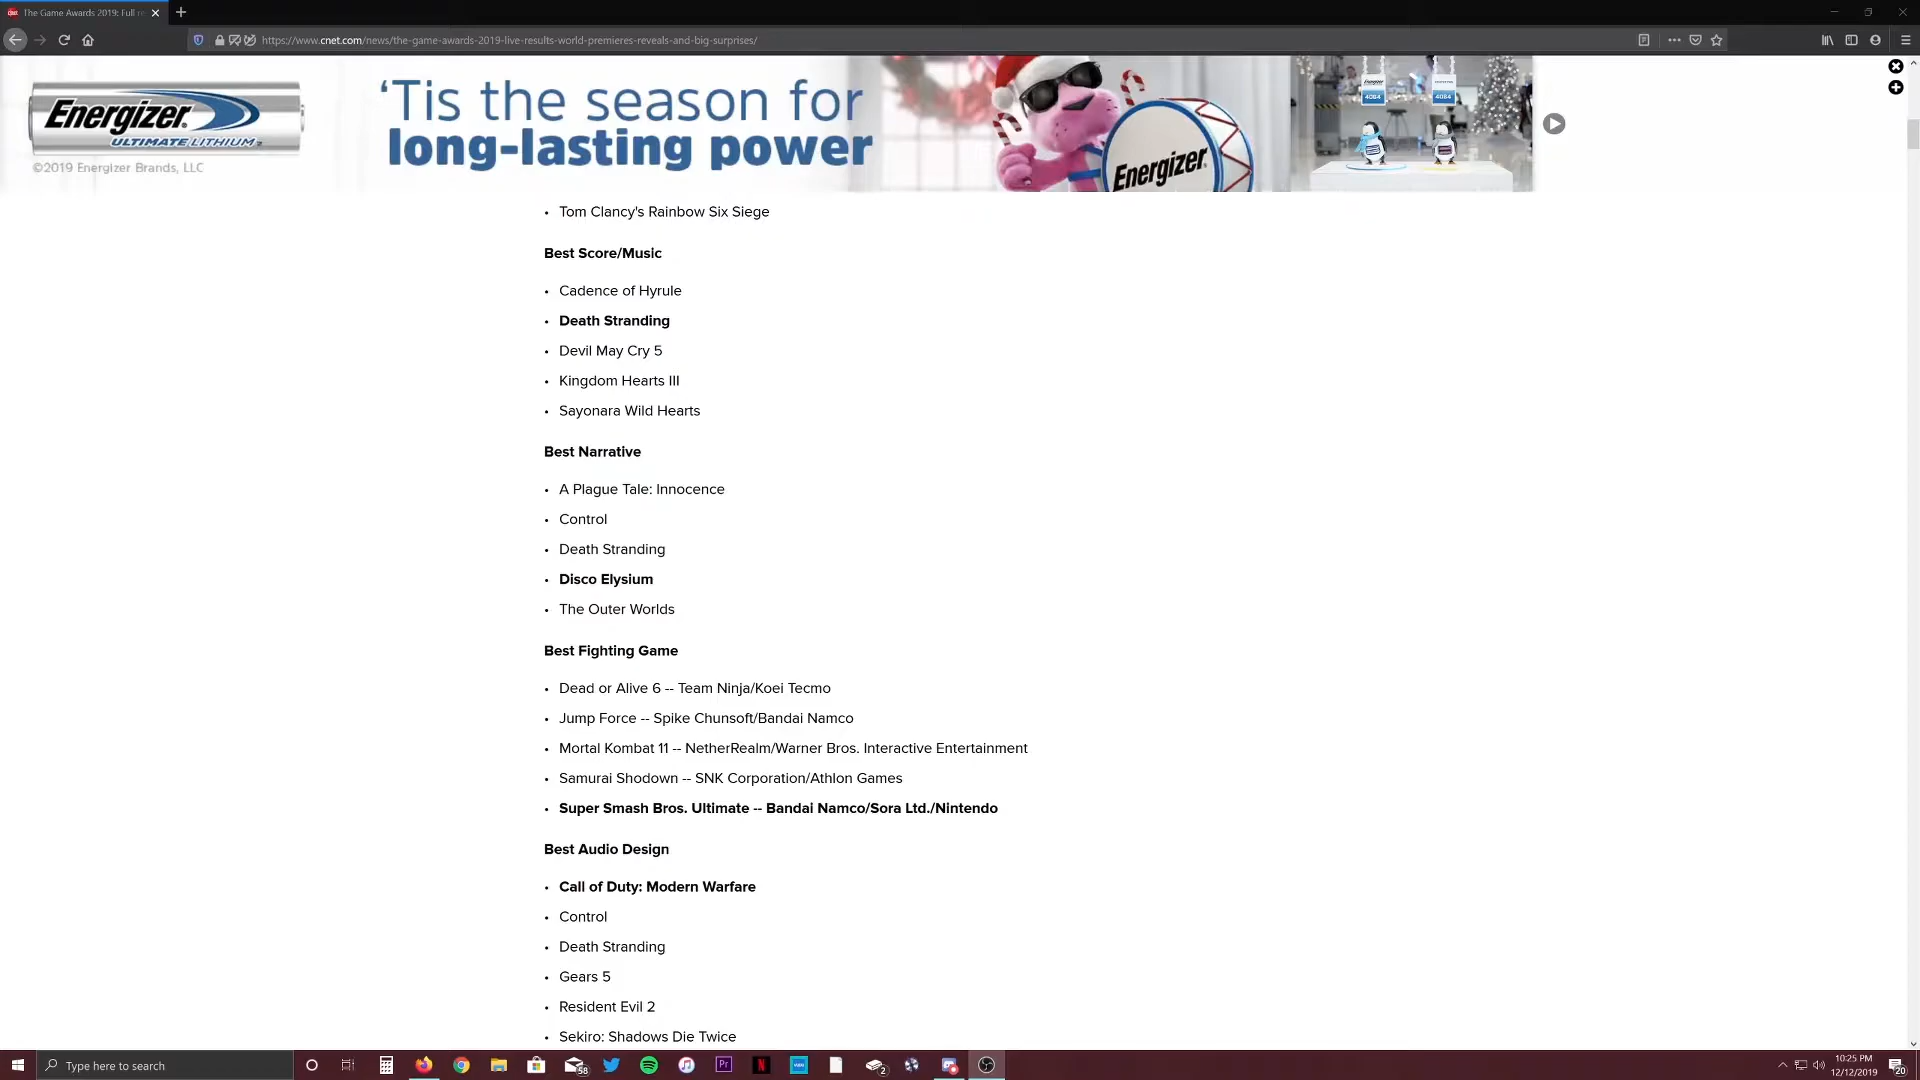 The Game Awards 2019: Full re
https://www.cnet.com/news/the-game-awards-2019-live-results-world-premieres-reveals-and-big-surprises/
Energizer
ULTIMATE LITHIUM
©2019 Energizer Brands, LLC
‘Tis the season for
long-lasting power
Energizer
• Tom Clancy's Rainbow Six Siege
Best Score/Music
• Cadence of Hyrule
• Death Stranding
• Devil May Cry 5
• Kingdom Hearts III
• Sayonara Wild Hearts
Best Narrative
• A Plague Tale: Innocence
• Control
• Death Stranding
• Disco Elysium
• The Outer Worlds
Best Fighting Game
• Dead or Alive 6 -- Team Ninja/Koei Tecmo
• Jump Force -- Spike Chunsoft/Bandai Namco
• Mortal Kombat 11 -- NetherRealm/Warner Bros. Interactive Entertainment
• Samurai Shodown -- SNK Corporation/Athlon Games
• Super Smash Bros. Ultimate -- Bandai Namco/Sora Ltd./Nintendo
Best Audio Design
• Call of Duty: Modern Warfare
• Control
• Death Stranding
• Gears 5
• Resident Evil 2
• Sekiro: Shadows Die Twice
Type here to search
58
Pr
N
2
10:25 PM
12/12/2019
20